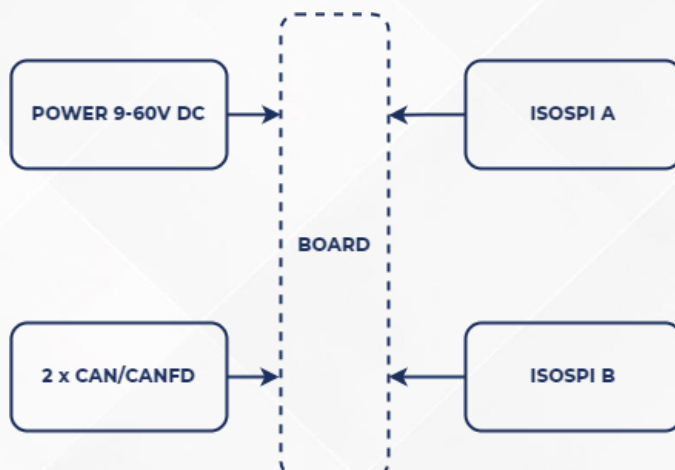 POWER 9-60V DC
ISOSPI A
BOARD
2 x CAN/CANFD
ISOSPI B